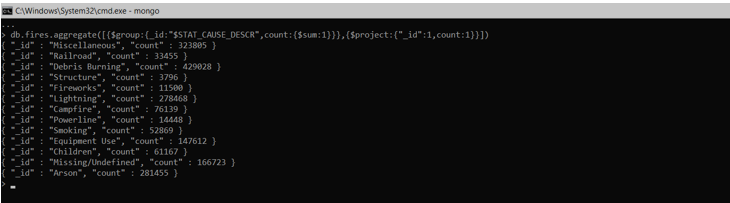 C:\Windows\System32\cmd.exe - mongo
...
> db.fires.aggregate([{$group:{_id:"$STAT_CAUSE_DESCR",count:{$sum:1}}},{$project:{"_id":1,count:1}}])
{ "_id" : "Miscellaneous", "count" : 323805 }
{ "_id" : "Railroad", "count" : 33455 }
{ "_id" : "Debris Burning", "count" : 429028 }
{ "_id" : "Structure", "count" : 3796 }
{ "_id" : "Fireworks", "count" : 11500 }
{ "_id" : "Lightning", "count" : 278468 }
{ "_id" : "Campfire", "count" : 76139 }
{ "_id" : "Powerline", "count" : 14448 }
{ "_id" : "Smoking", "count" : 52869 }
{ "_id" : "Equipment Use", "count" : 147612 }
{ "_id" : "Children", "count" : 61167 }
{ "_id" : "Missing/Undefined", "count" : 166723 }
{ "_id" : "Arson", "count" : 281455 }
>